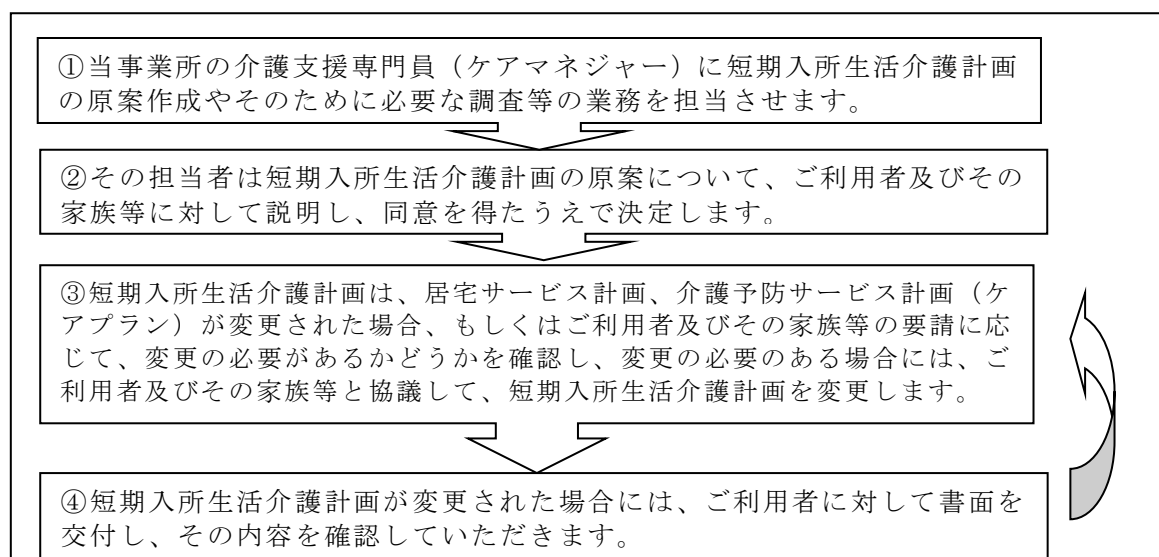 ①当事業所の介護支援専門員（ケアマネジャー）に短期入所生活介護計画
の原案作成やそのために必要な調査等の業務を担当させます。
②その担当者は短期入所生活介護計画の原案について、ご利用者及びその
家族等に対して説明し、同意を得たうえで決定します。
③短期入所生活介護計画は、居宅サービス計画、介護予防サービス計画（ケ
アプラン）が変更された場合、もしくはご利用者及びその家族等の要請に応
じて、変更の必要があるかどうかを確認し、変更の必要のある場合には、ご
利用者及びその家族等と協議して、短期入所生活介護計画を変更します。
④短期入所生活介護計画が変更された場合には、ご利用者に対して書面を
交付し、その内容を確認していただきます。